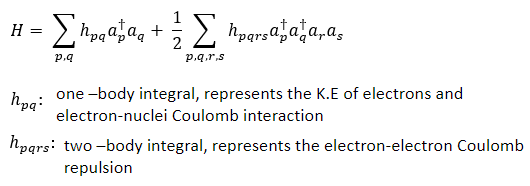 H = ∑_{p,q} h_{pq} a_p^† a_q + \frac{1}{2} ∑_{p,q,r,s} h_{pqrs} a_p^† a_q^† a_r a_s
h_{pq}: one –body integral, represents the K.E of electrons and
electron-nuclei Coulomb interaction
h_{pqrs}: two –body integral, represents the electron-electron Coulomb
repulsion